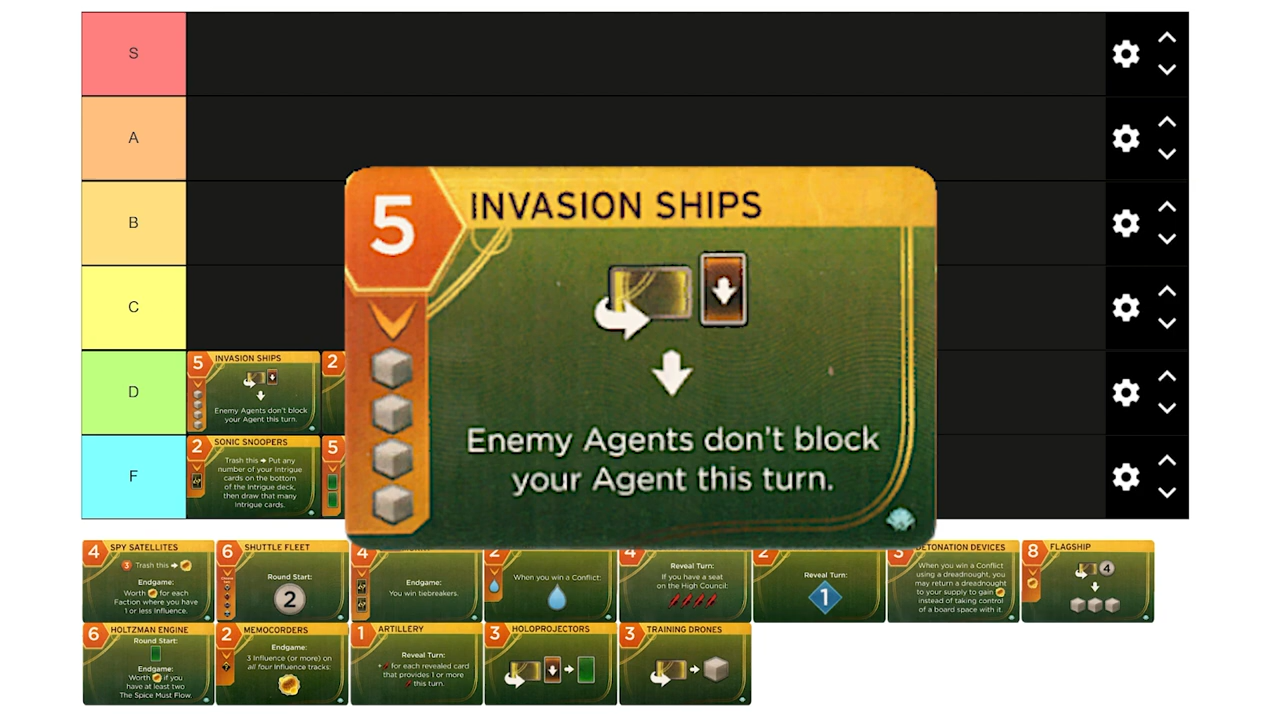 S
A
B
C
D
F
5
INVASION SHIPS
Enemy Agents don't block
your Agent this turn.
5
INVASION SHIPS
Enemy Agents don't block
your Agent this turn.
2
2
SONIC SNOOPERS
Trash this
Put any
number of your Intrigue
cards on the bottom
of the Intrigue deck,
then draw that many
Intrigue cards.
5
4
SPY SATELLITES
3 Trash this
Endgame:
Worth for each
Faction where you have
1 or less Influence.
6
SHUTTLE FLEET
Round Start:
2
4
Endgame:
You win tiebreakers.
2
When you win a Conflict:
4
Reveal Turn:
If you have a seat
on the High Council:
2
Reveal Turn:
1
3
DETONATION DEVICES
When you win a Conflict
using a dreadnought, you
may return a dreadnought
to your supply to gain
instead of taking control
of a board space with it.
8
FLAGSHIP
4
6
HOLTZMAN ENGINE
Round Start:
Endgame:
Worth if you
have at least two
The Spice Must Flow.
2
MEMOCORDERS
Endgame:
3 Influence (or more) on
all four Influence tracks:
1
ARTILLERY
Reveal Turn:
+ for each revealed card
that provides 1 or more
this turn.
3
HOLOPROJECTORS
3
TRAINING DRONES